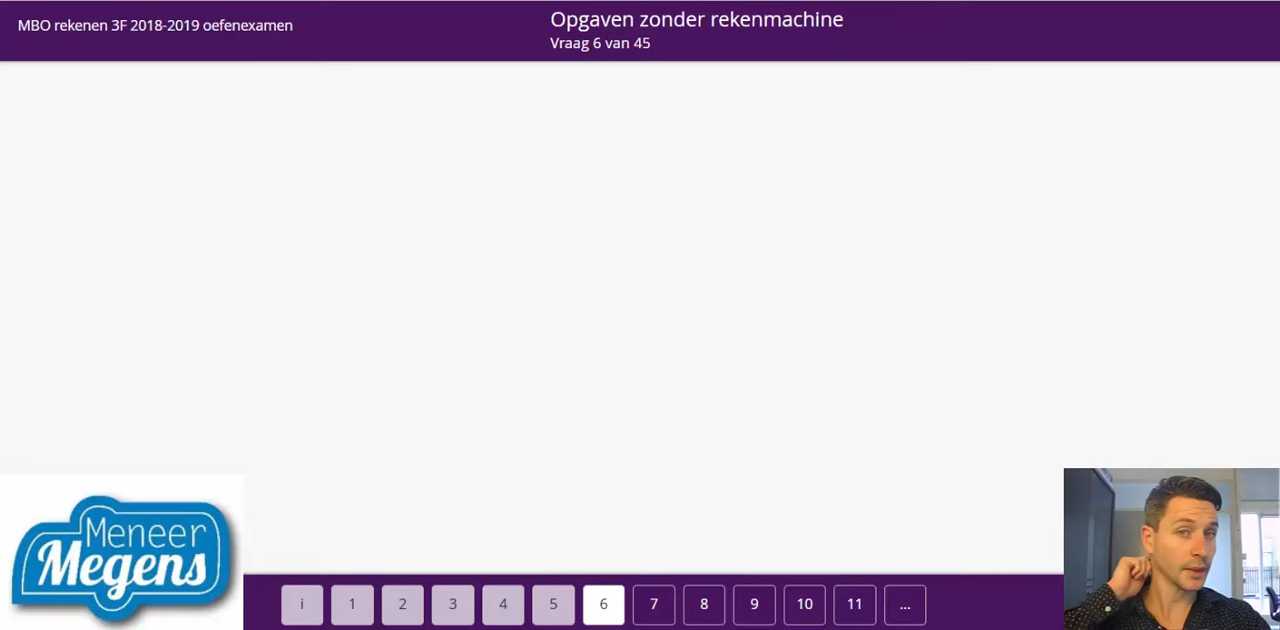 MBO rekenen 3F 2018-2019 oefenexamen
Opgaven zonder rekenmachine
Vraag 6 van 45
Meneer
Megens
i 1 2 3 4 5 6 7 8 9 10 11 ...